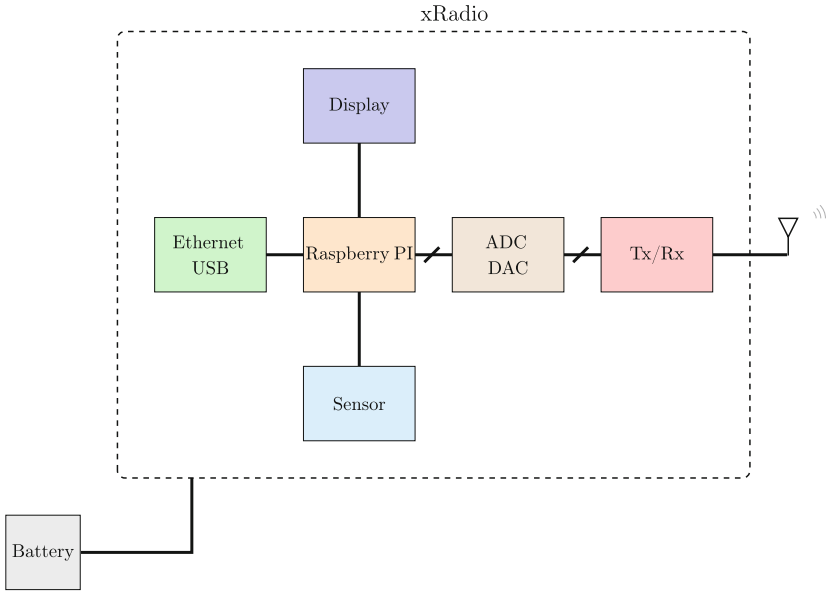 xRadio
Display
Ethernet
USB
Raspberry PI
ADC
DAC
Tx/Rx
Sensor
Battery